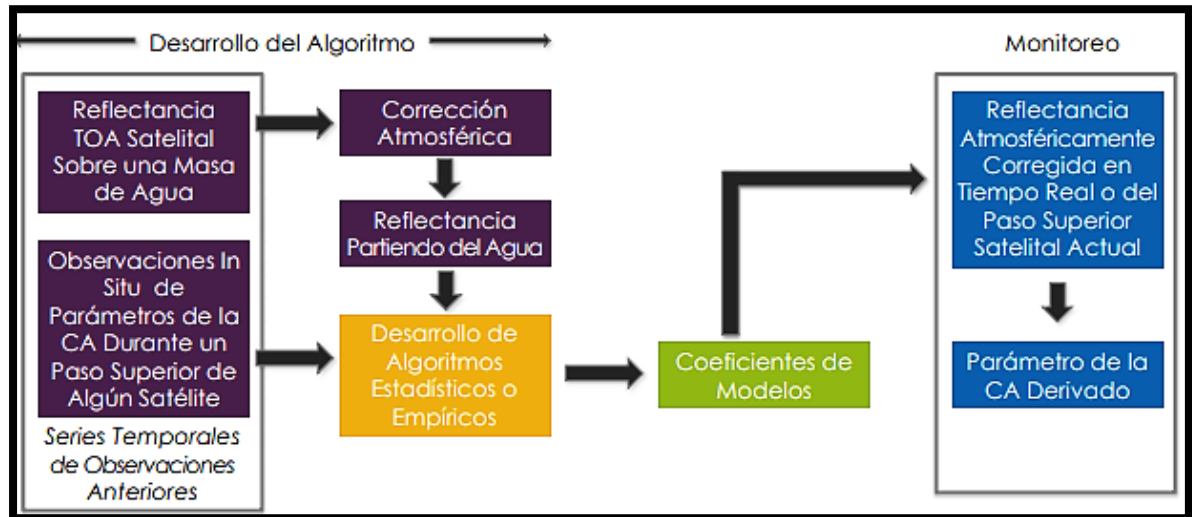 Desarrollo del Algoritmo
Monitoreo
Reflectancia
TOA Satelital
Sobre una Masa
de Agua
Corrección
Atmosférica
Reflectancia
Partiendo del Agua
Observaciones In
Situ de
Parámetros de la
CA Durante un
Paso Superior de
Algún Satélite
Series Temporales
de Observaciones
Anteriores
Desarrollo de
Algoritmos
Estadísticos o
Empíricos
Coeficientes de
Modelos
Reflectancia
Atmosféricamente
Corregida en
Tiempo Real o del
Paso Superior
Satelital Actual
Parámetro de la
CA Derivado